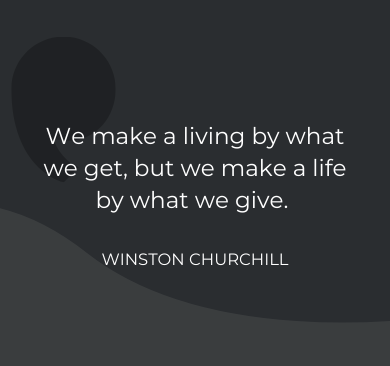 We make a living by what
we get, but we make a life
by what we give.
WINSTON CHURCHILL